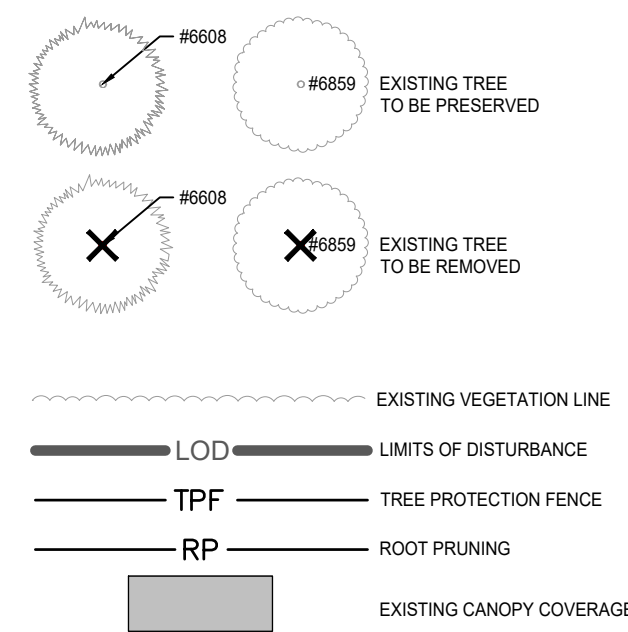 #6608
#6859
EXISTING TREE
TO BE PRESERVED
#6608
#6859
EXISTING TREE
TO BE REMOVED
EXISTING VEGETATION LINE
LOD
LIMITS OF DISTURBANCE
TPF
TREE PROTECTION FENCE
RP
ROOT PRUNING
EXISTING CANOPY COVERAGE